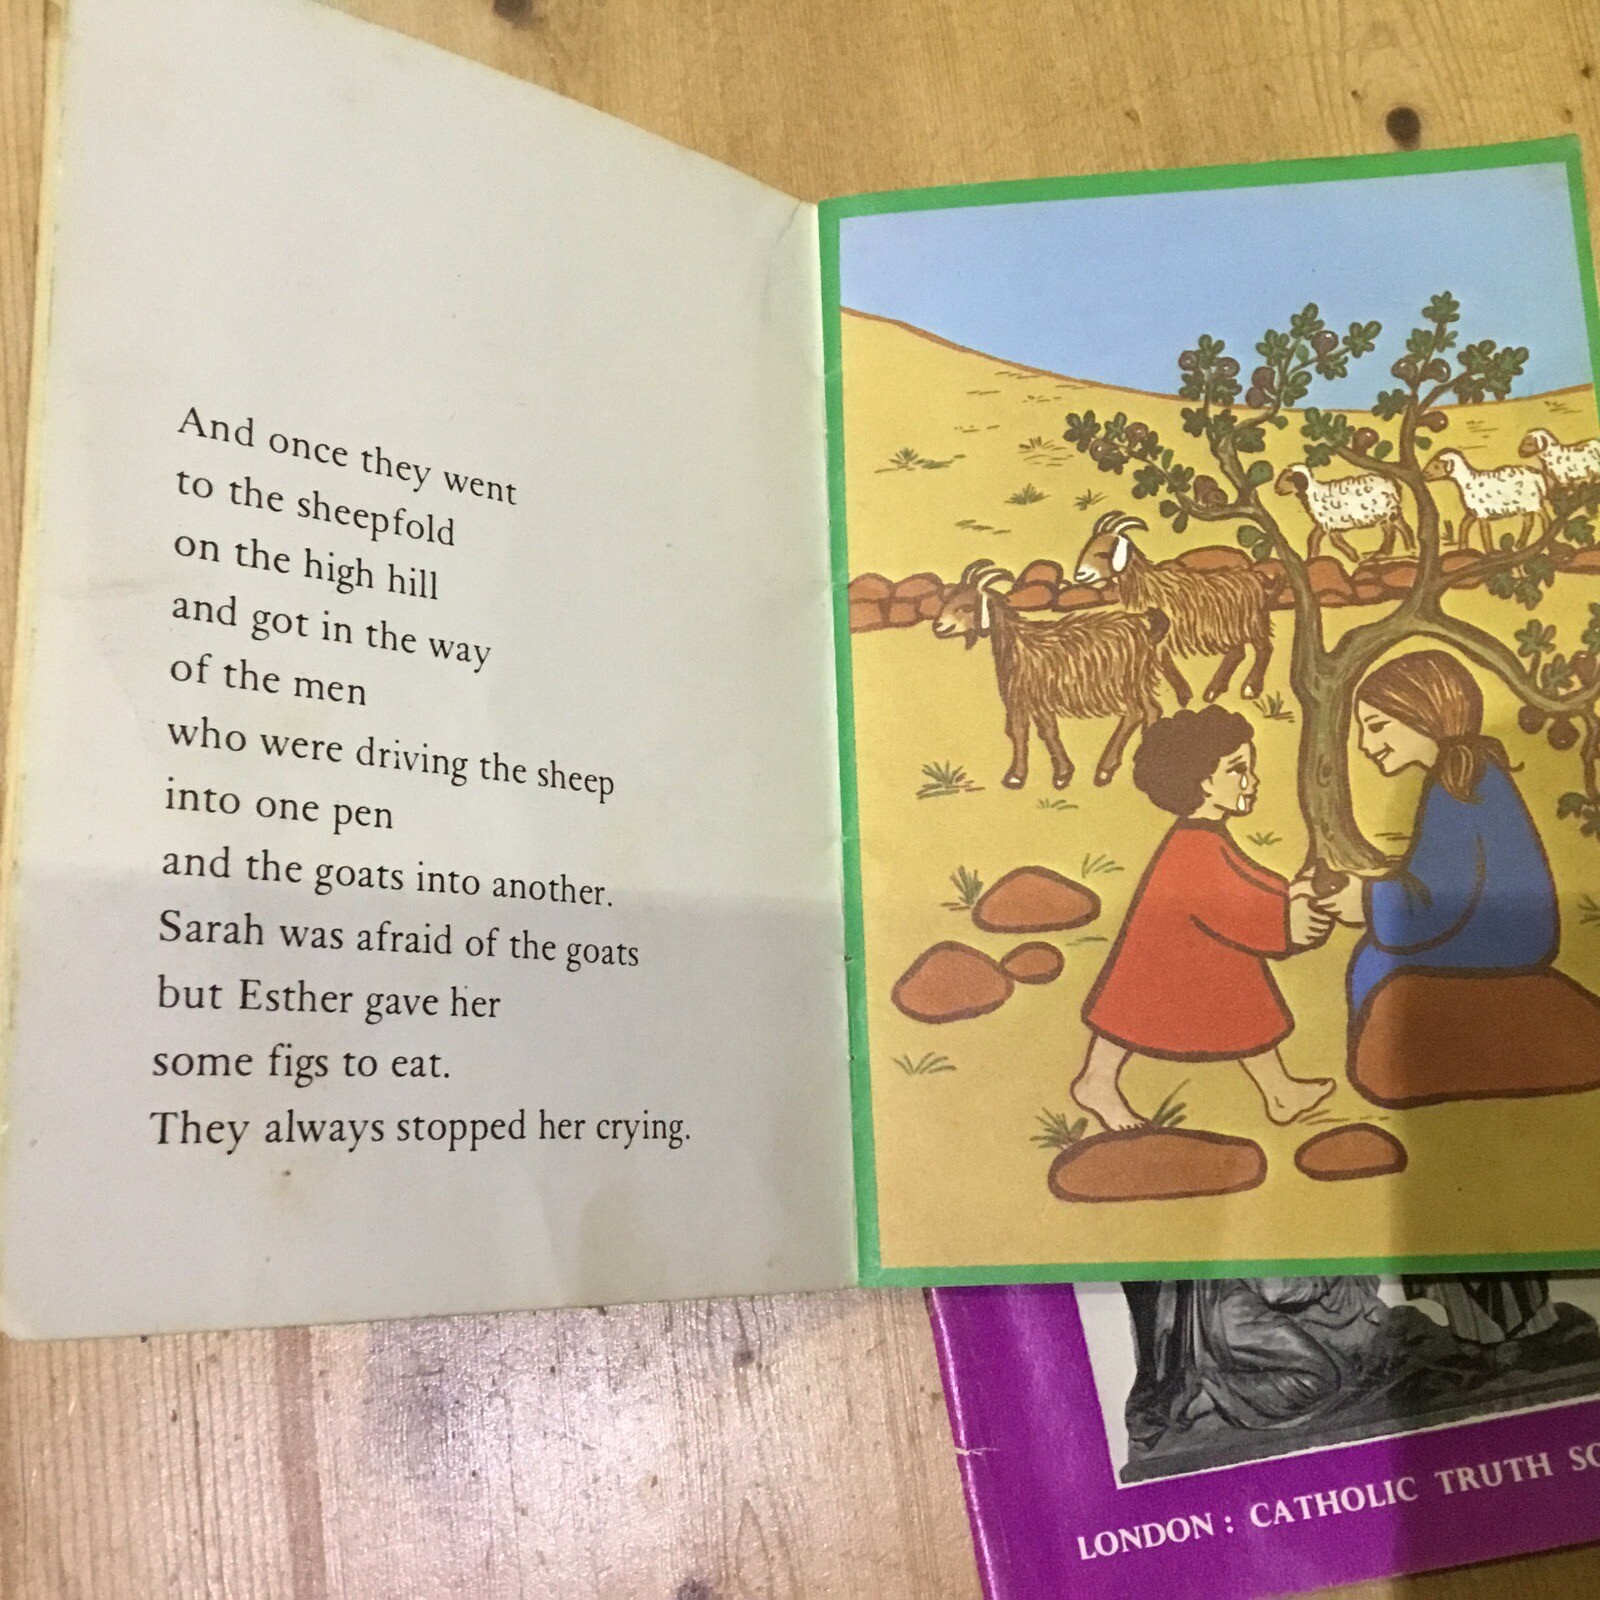 And once they went
to the sheepfold
on the high hill
and got in the way
of the men
who were driving the sheep
into one pen
and the goats into another.
Sarah was afraid of the goats
but Esther gave her
some figs to eat.
They always stopped her crying.
LONDON: CATHOLIC TRUTH